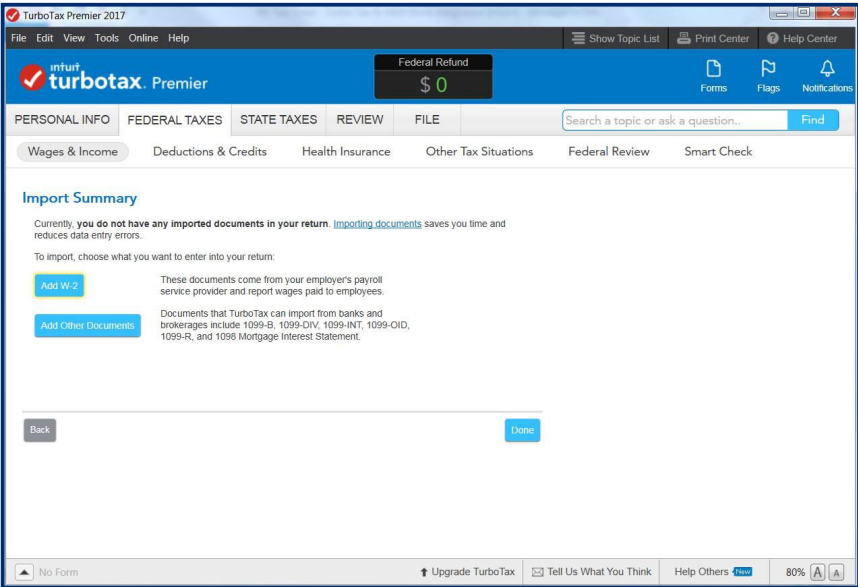 TurboTax Premier 2017
File Edit View Tools Online Help
Show Topic List
Print Center
Help Center
intuit
turbotax. Premier
Federal Refund
$ 0
Forms
Flags
Notifications
PERSONAL INFO
FEDERAL TAXES
STATE TAXES
REVIEW
FILE
Search a topic or ask a question..
Find
Wages & Income
Deductions & Credits
Health Insurance
Other Tax Situations
Federal Review
Smart Check
Import Summary
Currently, you do not have any imported documents in your return. Importing documents saves you time and
reduces data entry errors.
To import, choose what you want to enter into your return:
Add W-2
These documents come from your employer's payroll
service provider and report wages paid to employees.
Add Other Documents
Documents that TurboTax can import from banks and
brokerages include 1099-B, 1099-DIV, 1099-INT, 1099-OID,
1099-R, and 1098 Mortgage Interest Statement.
Back
Done
No Form
Upgrade TurboTax
Tell Us What You Think
Help Others New
80% A A